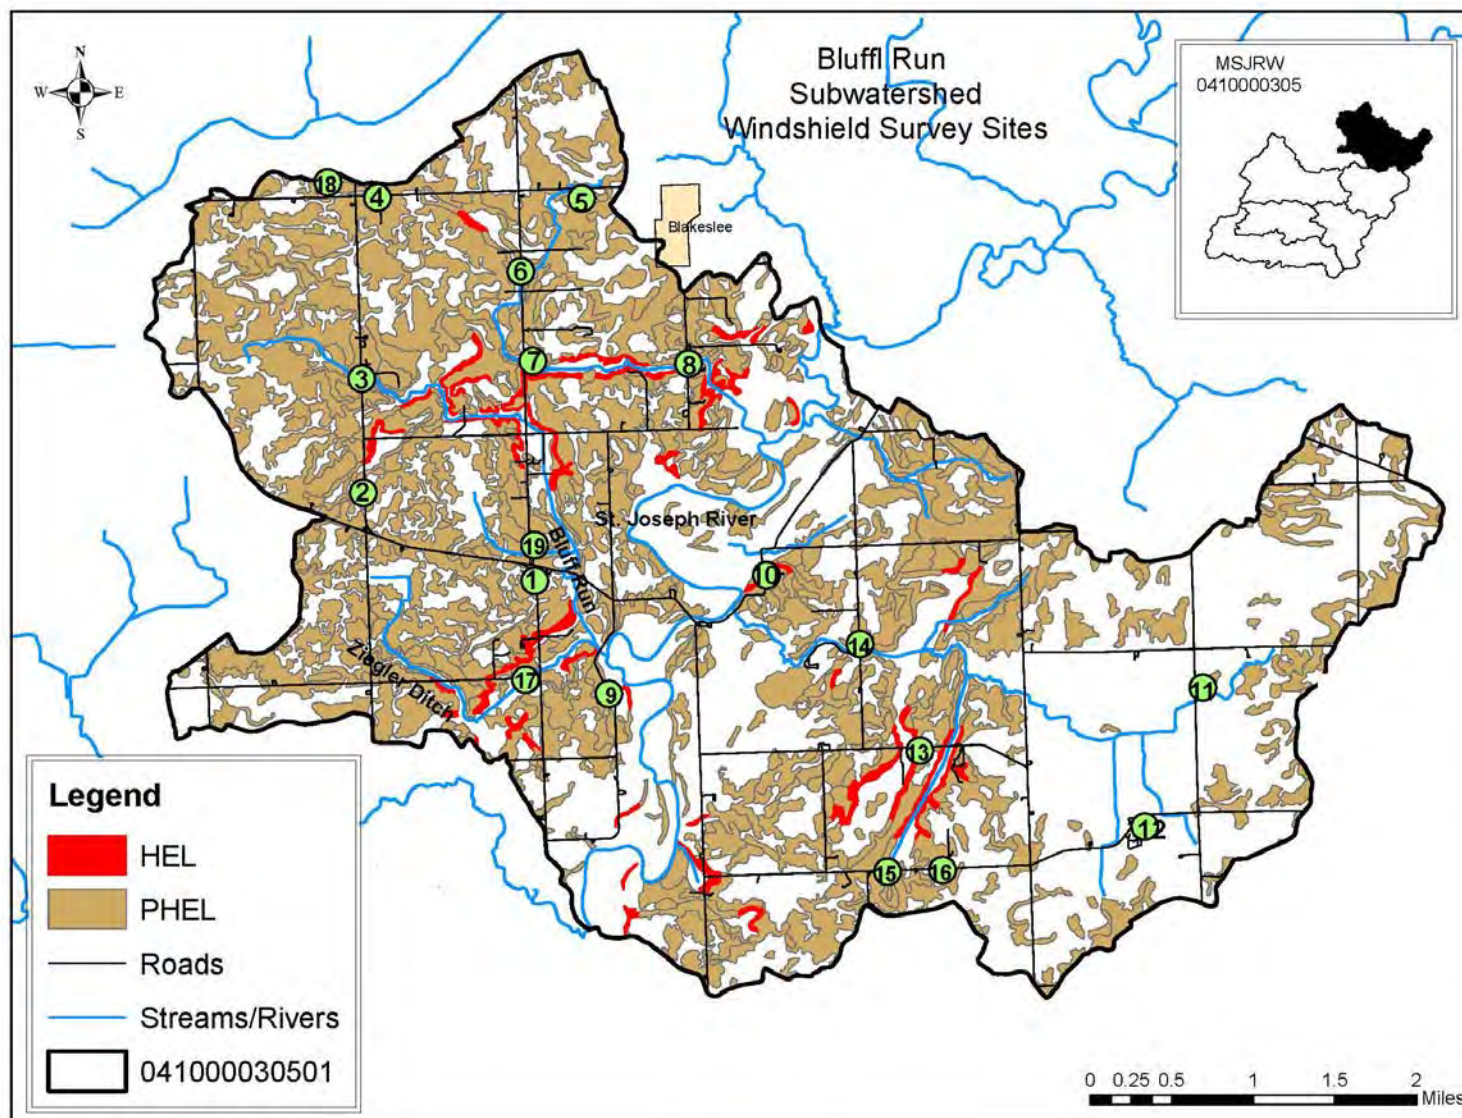 Bluffl Run
Subwatershed
Windshield Survey Sites
MSJRW
0410000305
N
W
E
S
18
4
5
Blakeslee
6
7
8
3
2
St. Joseph River
19
Bluff Run
10
1
14
Ziegler Ditch
17
9
11
13
12
15
16
Legend
HEL
PHEL
Roads
Streams/Rivers
041000030501
0 0.25 0.5 1 1.5 2
Miles